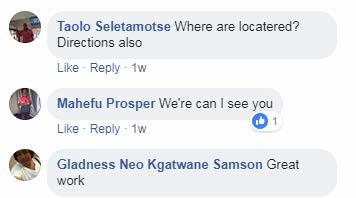 Taolo Seletamotse Where are locatered?
Directions also
Like · Reply · 1w
Mahefu Prosper We're can I see you
1
Like · Reply · 1w
Gladness Neo Kgatwane Samson Great
work